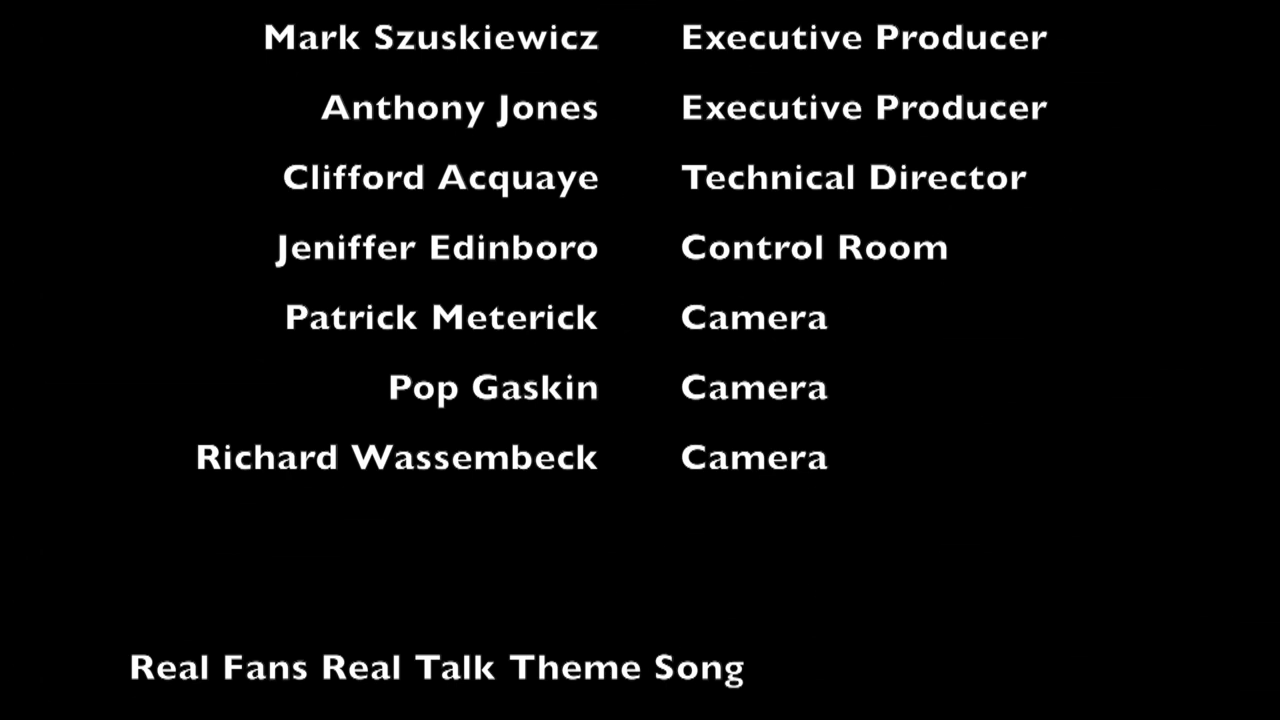 Mark Szuskiewicz Executive Producer
Anthony Jones Executive Producer
Clifford Acquaye Technical Director
Jeniffer Edinboro Control Room
Patrick Meterick Camera
Pop Gaskin Camera
Richard Wassembeck Camera
Real Fans Real Talk Theme Song